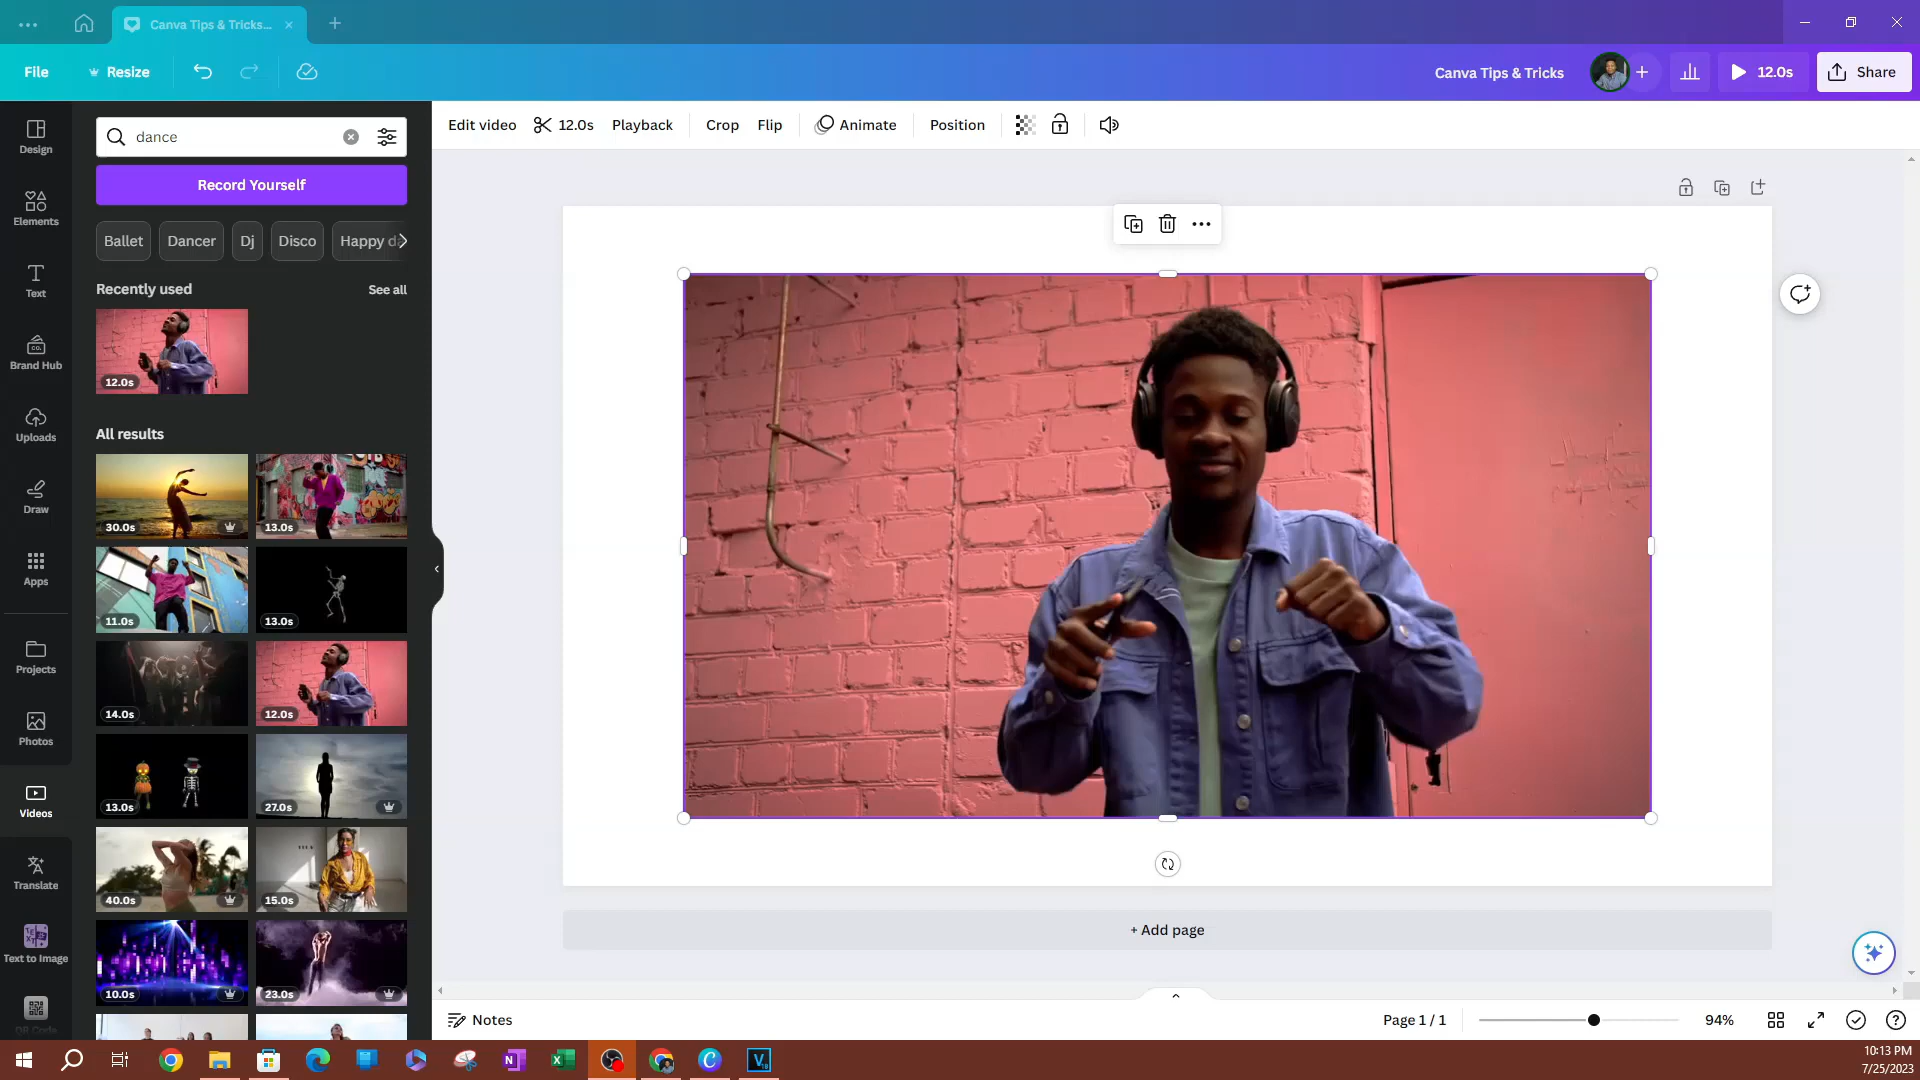 Canva Tips & Tricks...
File
Resize
Canva Tips & Tricks
12.0s
Share
Design
Elements
Text
Brand Hub
Uploads
Draw
Apps
Projects
Photos
Videos
Translate
Text to Image
QR Code
dance
Record Yourself
Ballet
Dancer
Dj
Disco
Happy da
Recently used
See all
12.0s
All results
30.0s
13.0s
11.0s
13.0s
14.0s
12.0s
13.0s
27.0s
40.0s
15.0s
10.0s
23.0s
Edit video
12.0s
Playback
Crop
Flip
Animate
Position
+ Add page
Notes
Page 1 / 1
94%
10:13 PM
7/25/2023